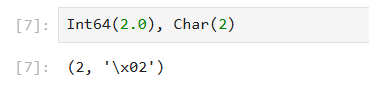 [7]: Int64(2.0), Char(2)
[7]: (2, '\x02')